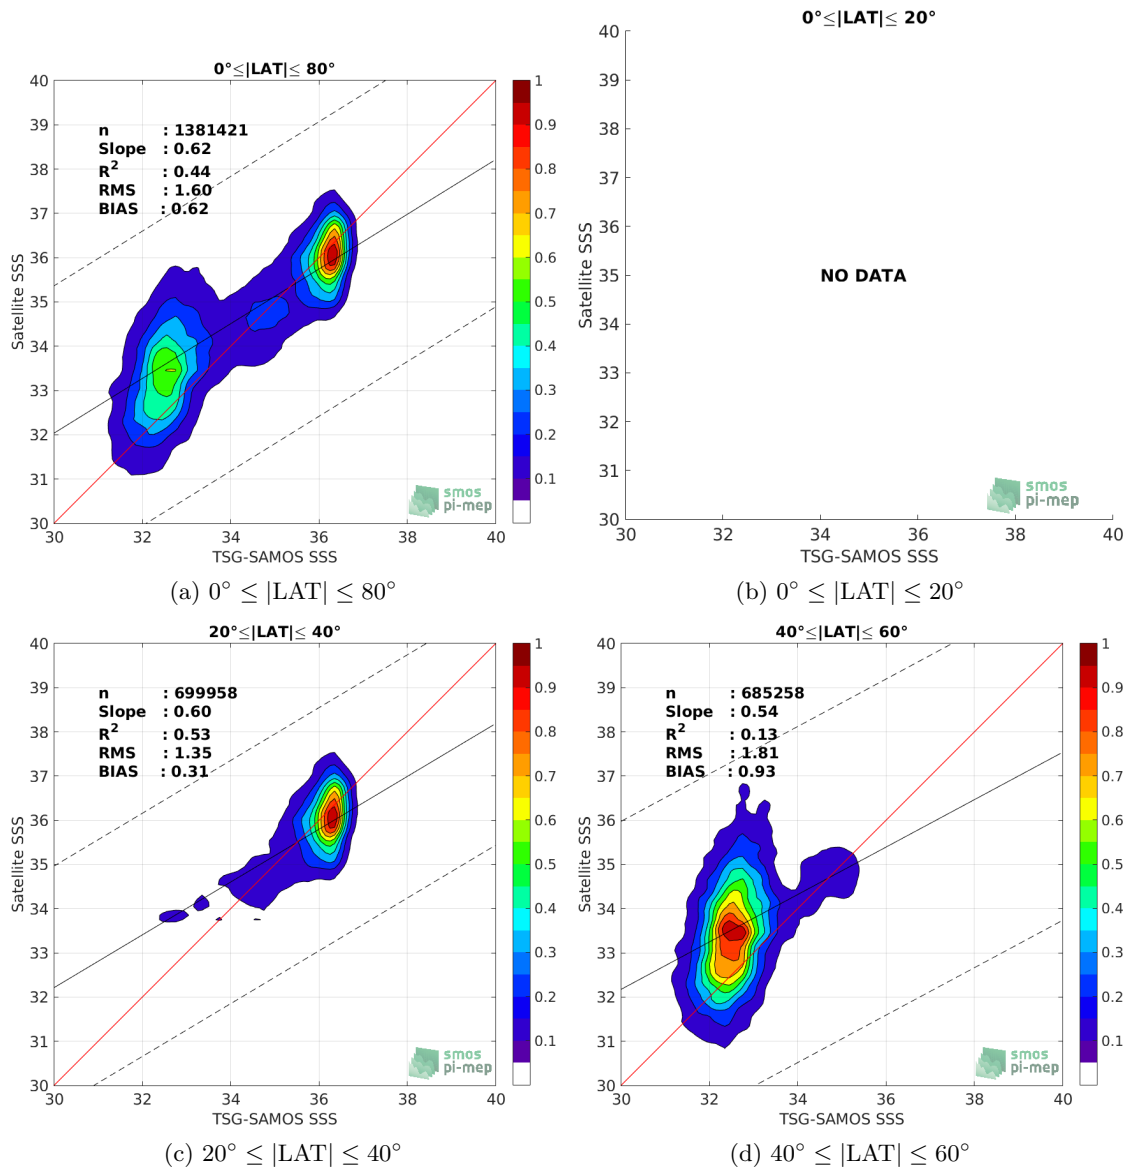 0°≤|LAT|≤ 80°
40
39
38
37
36
35
34
33
32
31
30
Satellite SSS
n : 1381421
Slope : 0.62
R2 : 0.44
RMS : 1.60
BIAS : 0.62
smos
pi-mep
30 32 34 36 38 40
TSG-SAMOS SSS
1
0.9
0.8
0.7
0.6
0.5
0.4
0.3
0.2
0.1
(a) 0° ≤ |LAT| ≤ 80°
0°≤|LAT|≤ 20°
40
39
38
37
36
35
34
33
32
31
30
Satellite SSS
NO DATA
smos
pi-mep
30 32 34 36 38 40
TSG-SAMOS SSS
(b) 0° ≤ |LAT| ≤ 20°
20°≤|LAT|≤ 40°
40
39
38
37
36
35
34
33
32
31
30
Satellite SSS
n : 699958
Slope : 0.60
R2 : 0.53
RMS : 1.35
BIAS : 0.31
smos
pi-mep
30 32 34 36 38 40
TSG-SAMOS SSS
1
0.9
0.8
0.7
0.6
0.5
0.4
0.3
0.2
0.1
(c) 20° ≤ |LAT| ≤ 40°
40°≤|LAT|≤ 60°
40
39
38
37
36
35
34
33
32
31
30
Satellite SSS
n : 685258
Slope : 0.54
R2 : 0.13
RMS : 1.81
BIAS : 0.93
smos
pi-mep
30 32 34 36 38 40
TSG-SAMOS SSS
1
0.9
0.8
0.7
0.6
0.5
0.4
0.3
0.2
0.1
(d) 40° ≤ |LAT| ≤ 60°